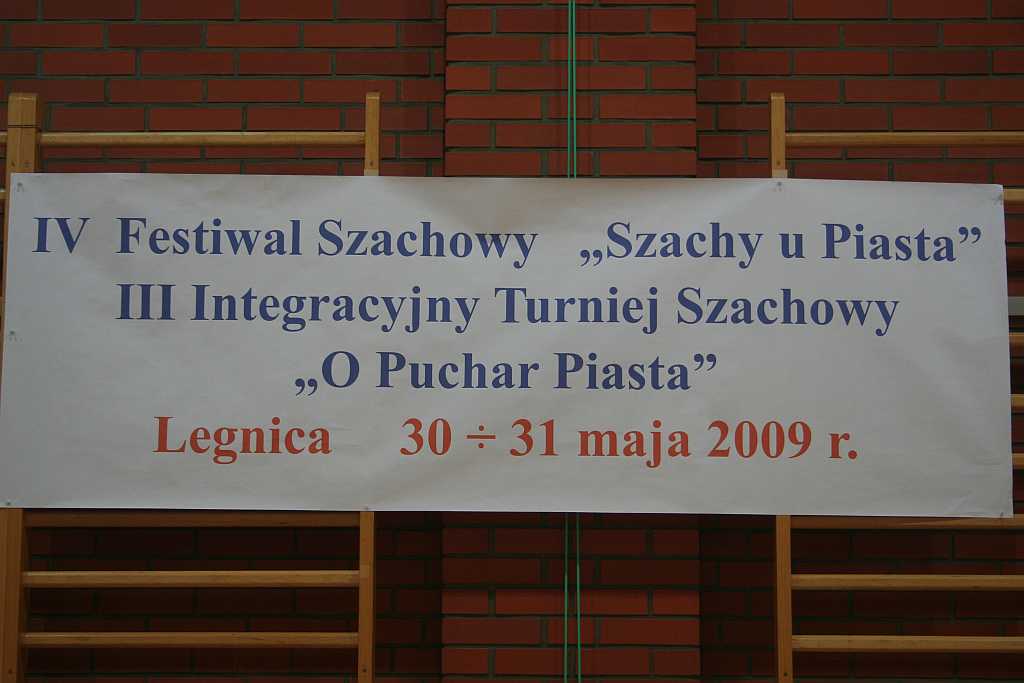 IV Festiwal Szachowy „Szachy u Piasta”
III Integracyjny Turniej Szachowy
„O Puchar Piasta”
Legnica 30 ÷ 31 maja 2009 r.